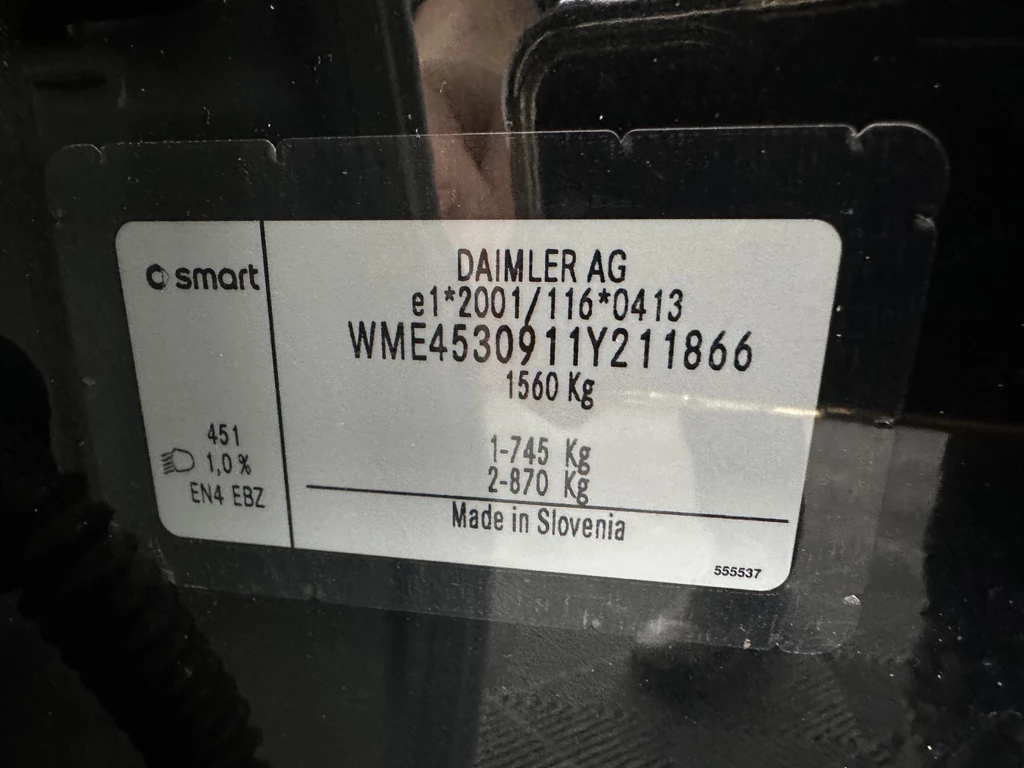 smart
451
1,0 %
EN4 EBZ
DAIMLER AG
e1*2001/116*0413
WME4530911Y211866
1560 Kg
1-745 Kg
2-870 Kg
Made in Slovenia
555537